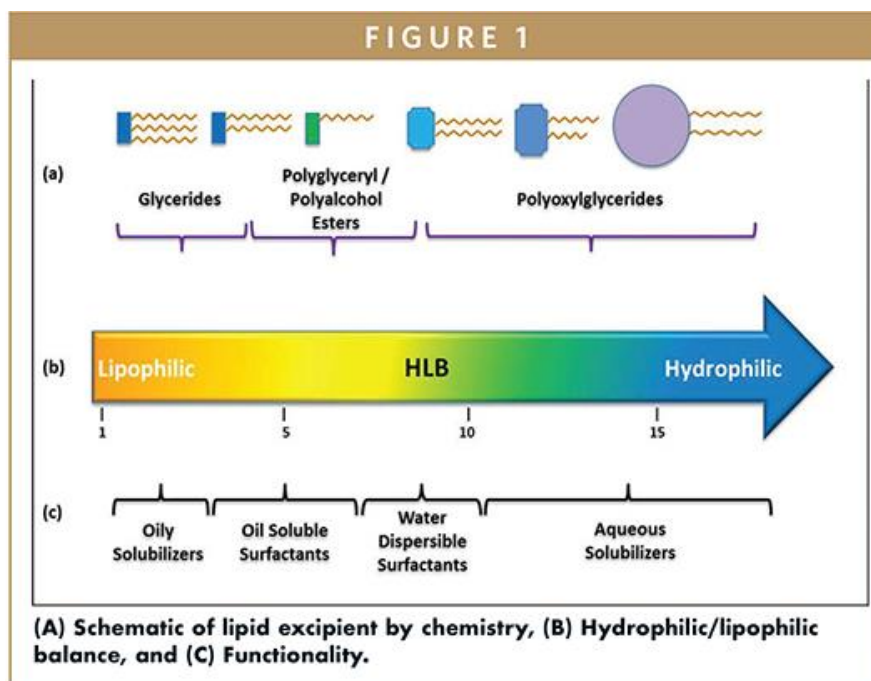 FIGURE 1
(a)
Glycerides
Polyglyceryl /
Polyalcohol
Esters
Polyoxylglycerides
(b)
Lipophilic
HLB
Hydrophilic
1
5
10
15
(c)
Oily
Solubilizers
Oil Soluble
Surfactants
Water
Dispersible
Surfactants
Aqueous
Solubilizers
(A) Schematic of lipid excipient by chemistry, (B) Hydrophilic/lipophilic
balance, and (C) Functionality.